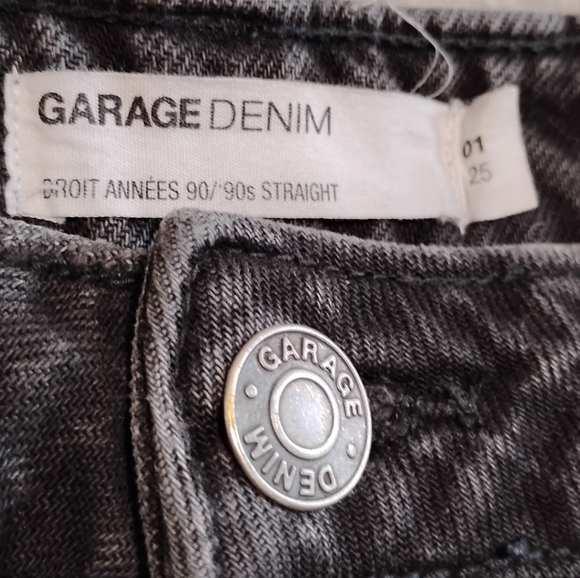 GARAGE DENIM
DROIT ANNÉES 90/'90s STRAIGHT
01
25
GARAGE • DENIM •